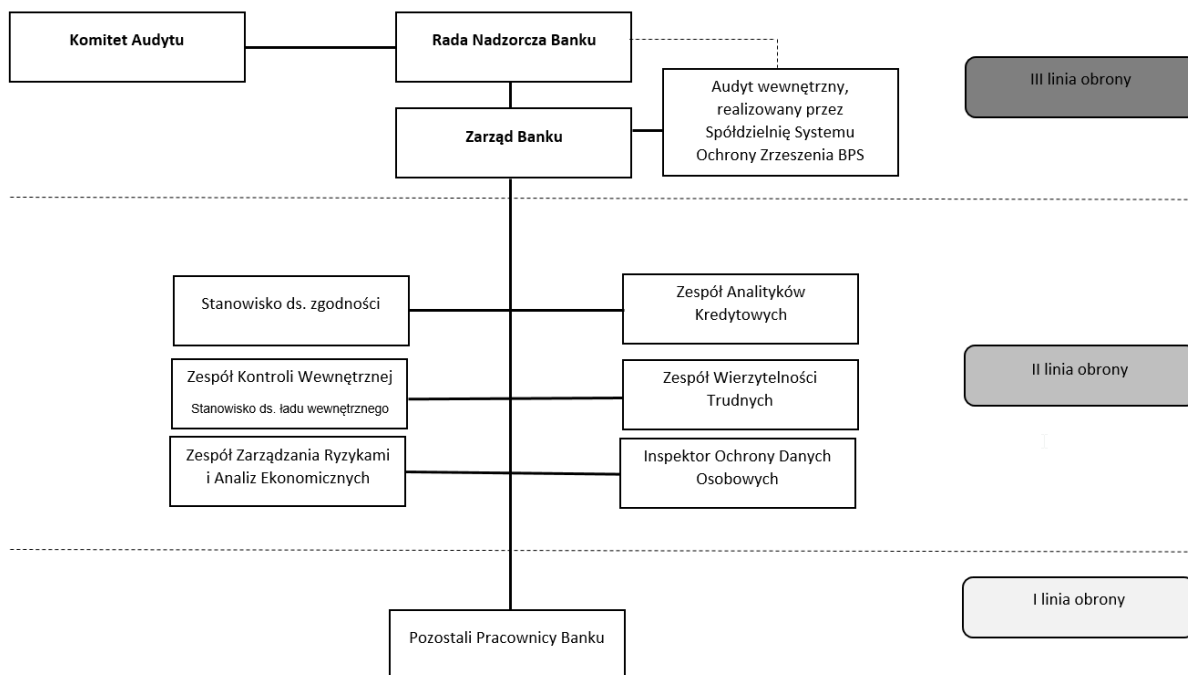 Komitet Audytu
Rada Nadzorcza Banku
Audyt wewnętrzny,
realizowany przez
Spółdzielnię Systemu
Ochrony Zrzeszenia BPS
III linia obrony
Zarząd Banku
Stanowisko ds. zgodności
Zespół Analityków
Kredytowych
Zespół Kontroli Wewnętrznej
Stanowisko ds. ładu wewnętrznego
Zespół Wierzytelności
Trudnych
II linia obrony
Zespół Zarządzania Ryzykami
i Analiz Ekonomicznych
Inspektor Ochrony Danych
Osobowych
I linia obrony
Pozostali Pracownicy Banku